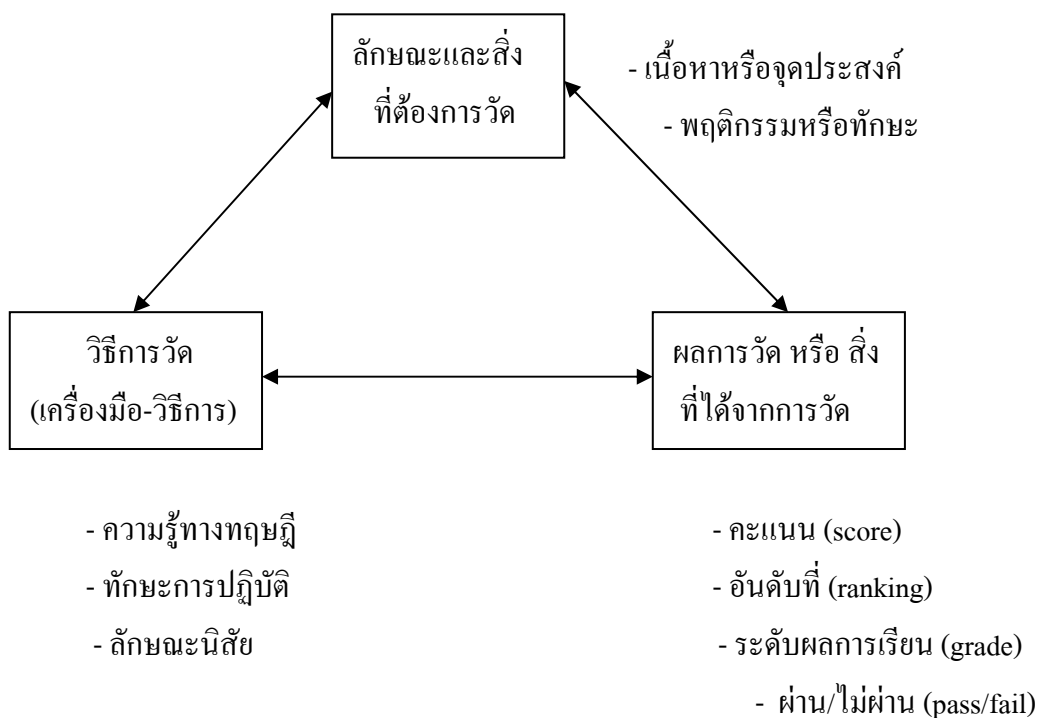 ลักษณะและสิ่ง
ที่ต้องการวัด
- เนื้อหาหรือจุดประสงค์
- พฤติกรรมหรือทักษะ
วิธีการวัด
(เครื่องมือ-วิธีการ)
ผลการวัด หรือ สิ่ง
ที่ได้จากการวัด
- ความรู้ทางทฤษฎี
- ทักษะการปฏิบัติ
- ลักษณะนิสัย
- คะแนน (score)
- อันดับที่ (ranking)
- ระดับผลการเรียน (grade)
- ผ่าน/ไม่ผ่าน (pass/fail)